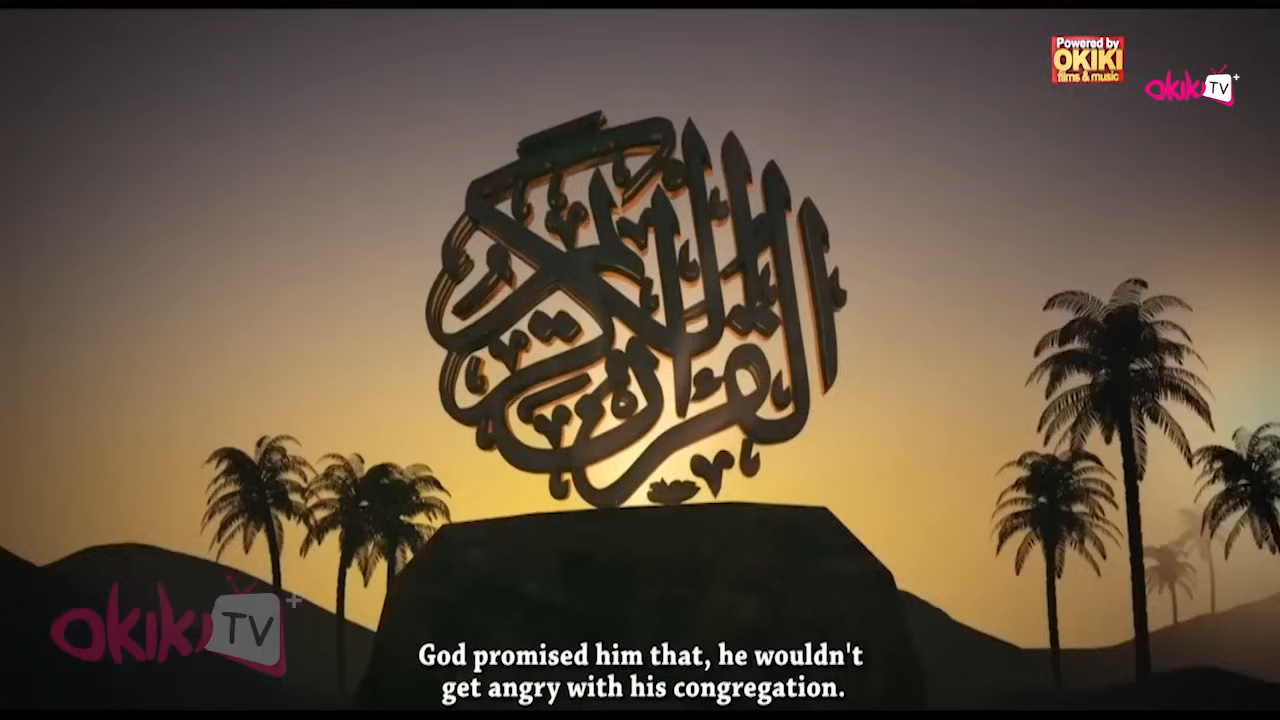 Powered by
OKIKI
films & music
okiki TV+
القرآن الكريم
okiki TV+
God promised him that, he wouldn't
get angry with his congregation.